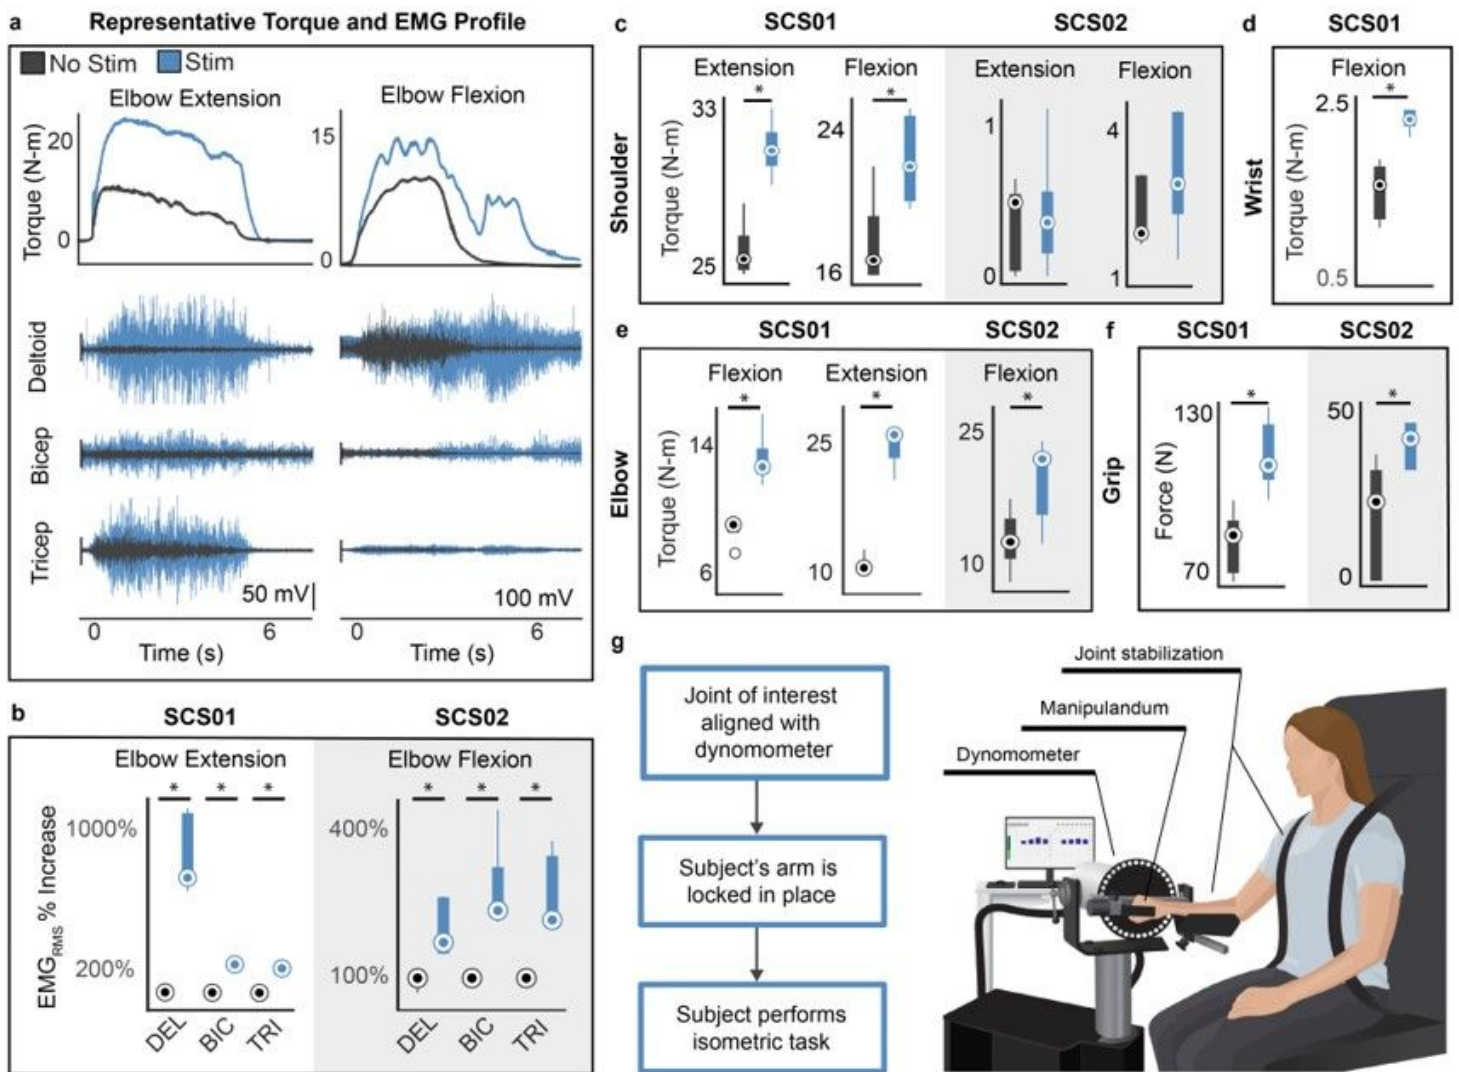 a Representative Torque and EMG Profile
No Stim Stim
Elbow Extension
Elbow Flexion
Torque (N-m)
20
0
15
0
Deltoid
Bicep
Tricep
50 mV
100 mV
0 6
Time (s)
0 6
Time (s)
b SCS01 SCS02
Elbow Extension
Elbow Flexion
EMGRMS % Increase
1000%
200%
* * *
DEL BIC TRI
400%
100%
* * *
DEL BIC TRI
c SCS01 SCS02
Shoulder
Extension
Torque (N-m)
33
25
*
Flexion
24
16
*
Extension
1
0
Flexion
4
1
d SCS01
Wrist
Flexion
Torque (N-m)
2.5
0.5
*
e SCS01 SCS02
Elbow
Flexion
Torque (N-m)
14
6
*
Extension
25
10
*
Flexion
25
10
*
f SCS01 SCS02
Grip
Force (N)
130
70
*
50
0
*
g
Joint of interest
aligned with
dynomometer
Subject's arm is
locked in place
Subject performs
isometric task
Joint stabilization
Manipulandum
Dynomometer